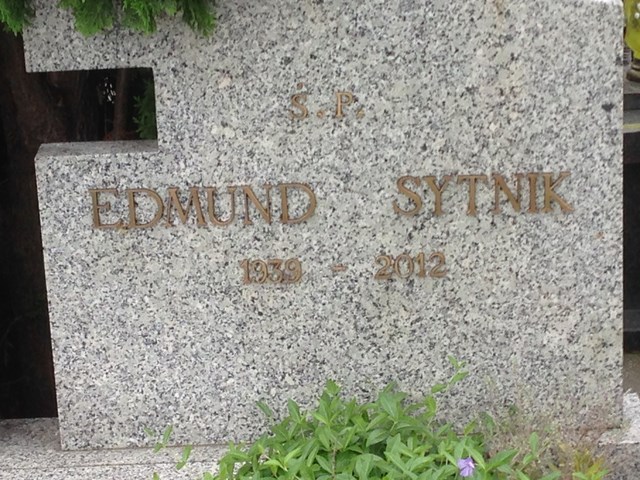 Ś.P.
EDMUND SYTNIK
1939 - 2012